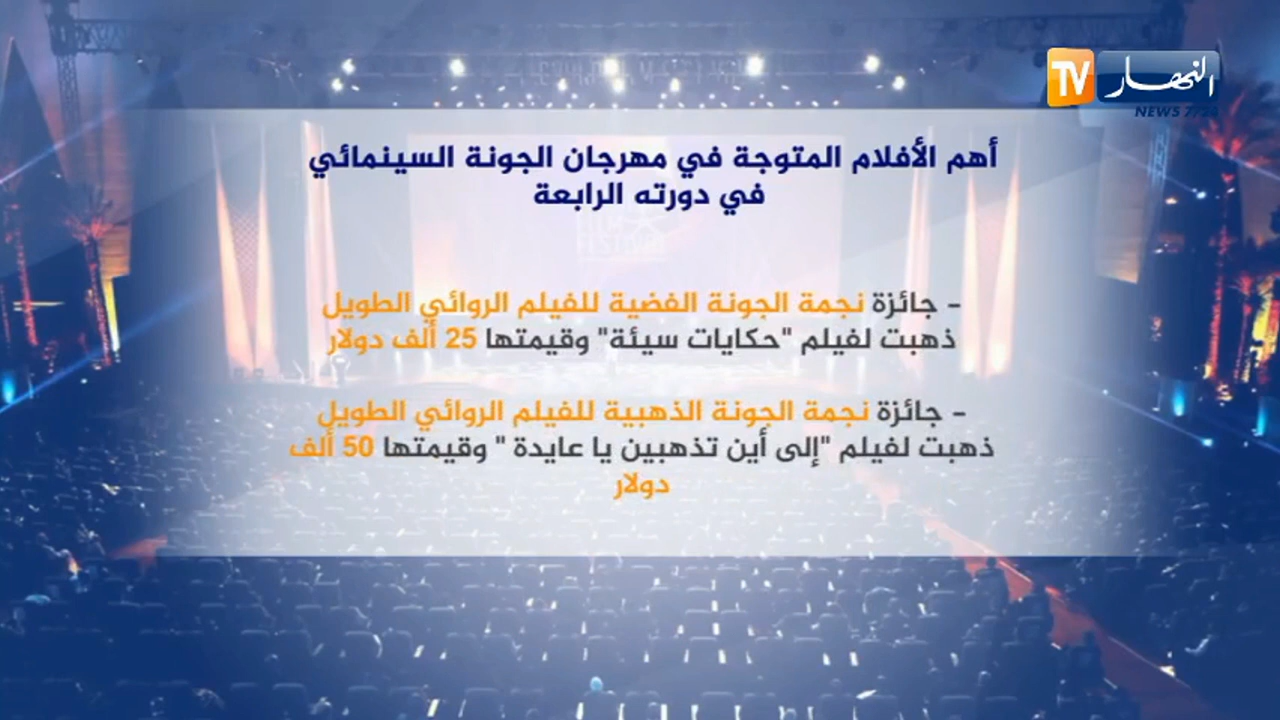 النهار TV
NEWS 7/24
أهم الأفلام المتوجة في مهرجان الجونة السينمائي
في دورته الرابعة
- جائزة نجمة الجونة الفضية للفيلم الروائي الطويل
ذهبت لفيلم "حكايات سيئة" وقيمتها 25 ألف دولار
- جائزة نجمة الجونة الذهبية للفيلم الروائي الطويل
ذهبت لفيلم "إلى أين تذهبين يا عايدة " وقيمتها 50 ألف
دولار